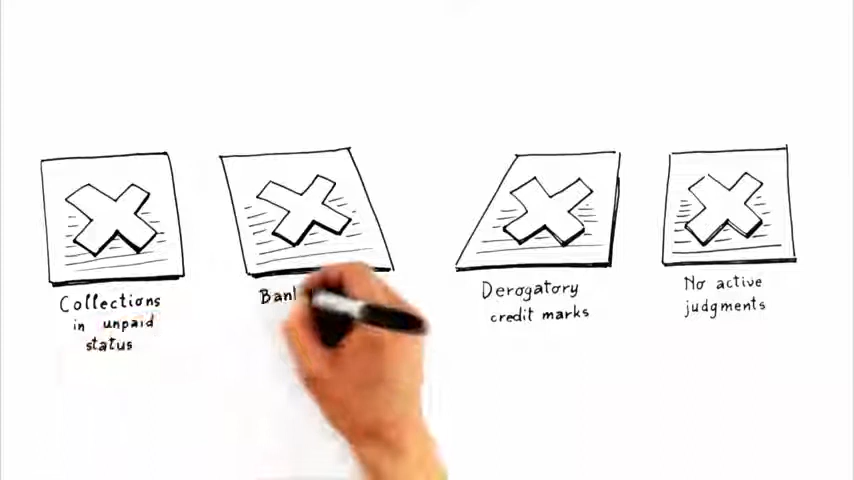 Collections
in unpaid
status
Derogatory
credit marks
No active
judgments